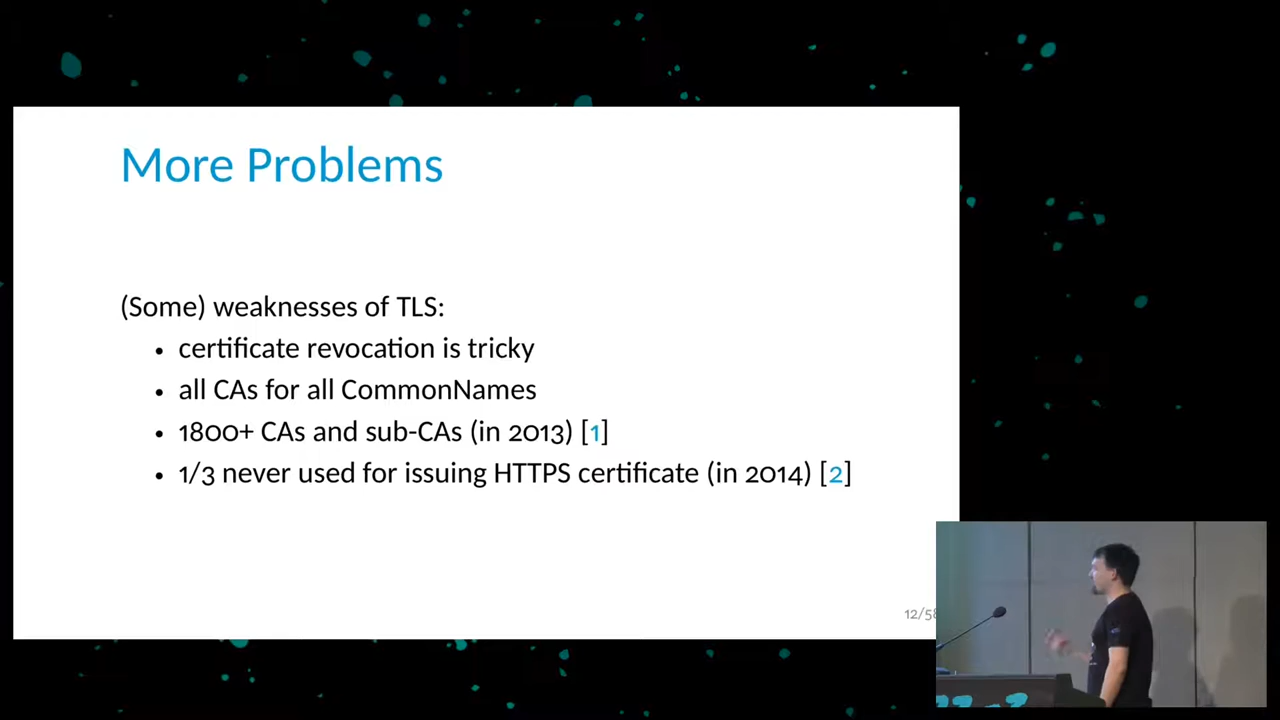 More Problems
(Some) weaknesses of TLS:
• certificate revocation is tricky
• all CAs for all CommonNames
• 1800+ CAs and sub-CAs (in 2013) [1]
• 1/3 never used for issuing HTTPS certificate (in 2014) [2]
12/58